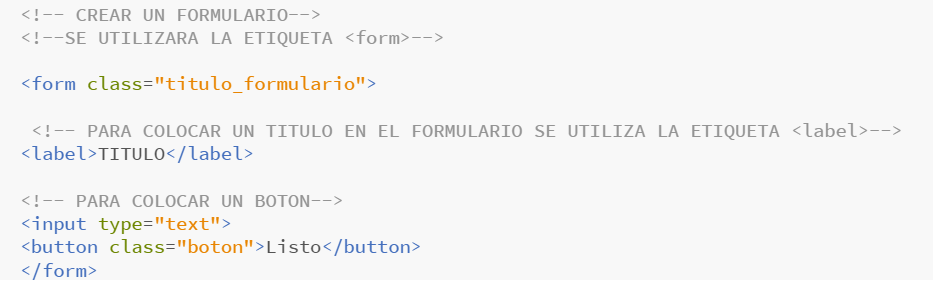 <!-- CREAR UN FORMULARIO-->
<!--SE UTILIZARA LA ETIQUETA <form>-->
<form class="titulo_formulario">
<!-- PARA COLOCAR UN TITULO EN EL FORMULARIO SE UTILIZA LA ETIQUETA <label>-->
<label>TITULO</label>
<!-- PARA COLOCAR UN BOTON-->
<input type="text">
<button class="boton">Listo</button>
</form>